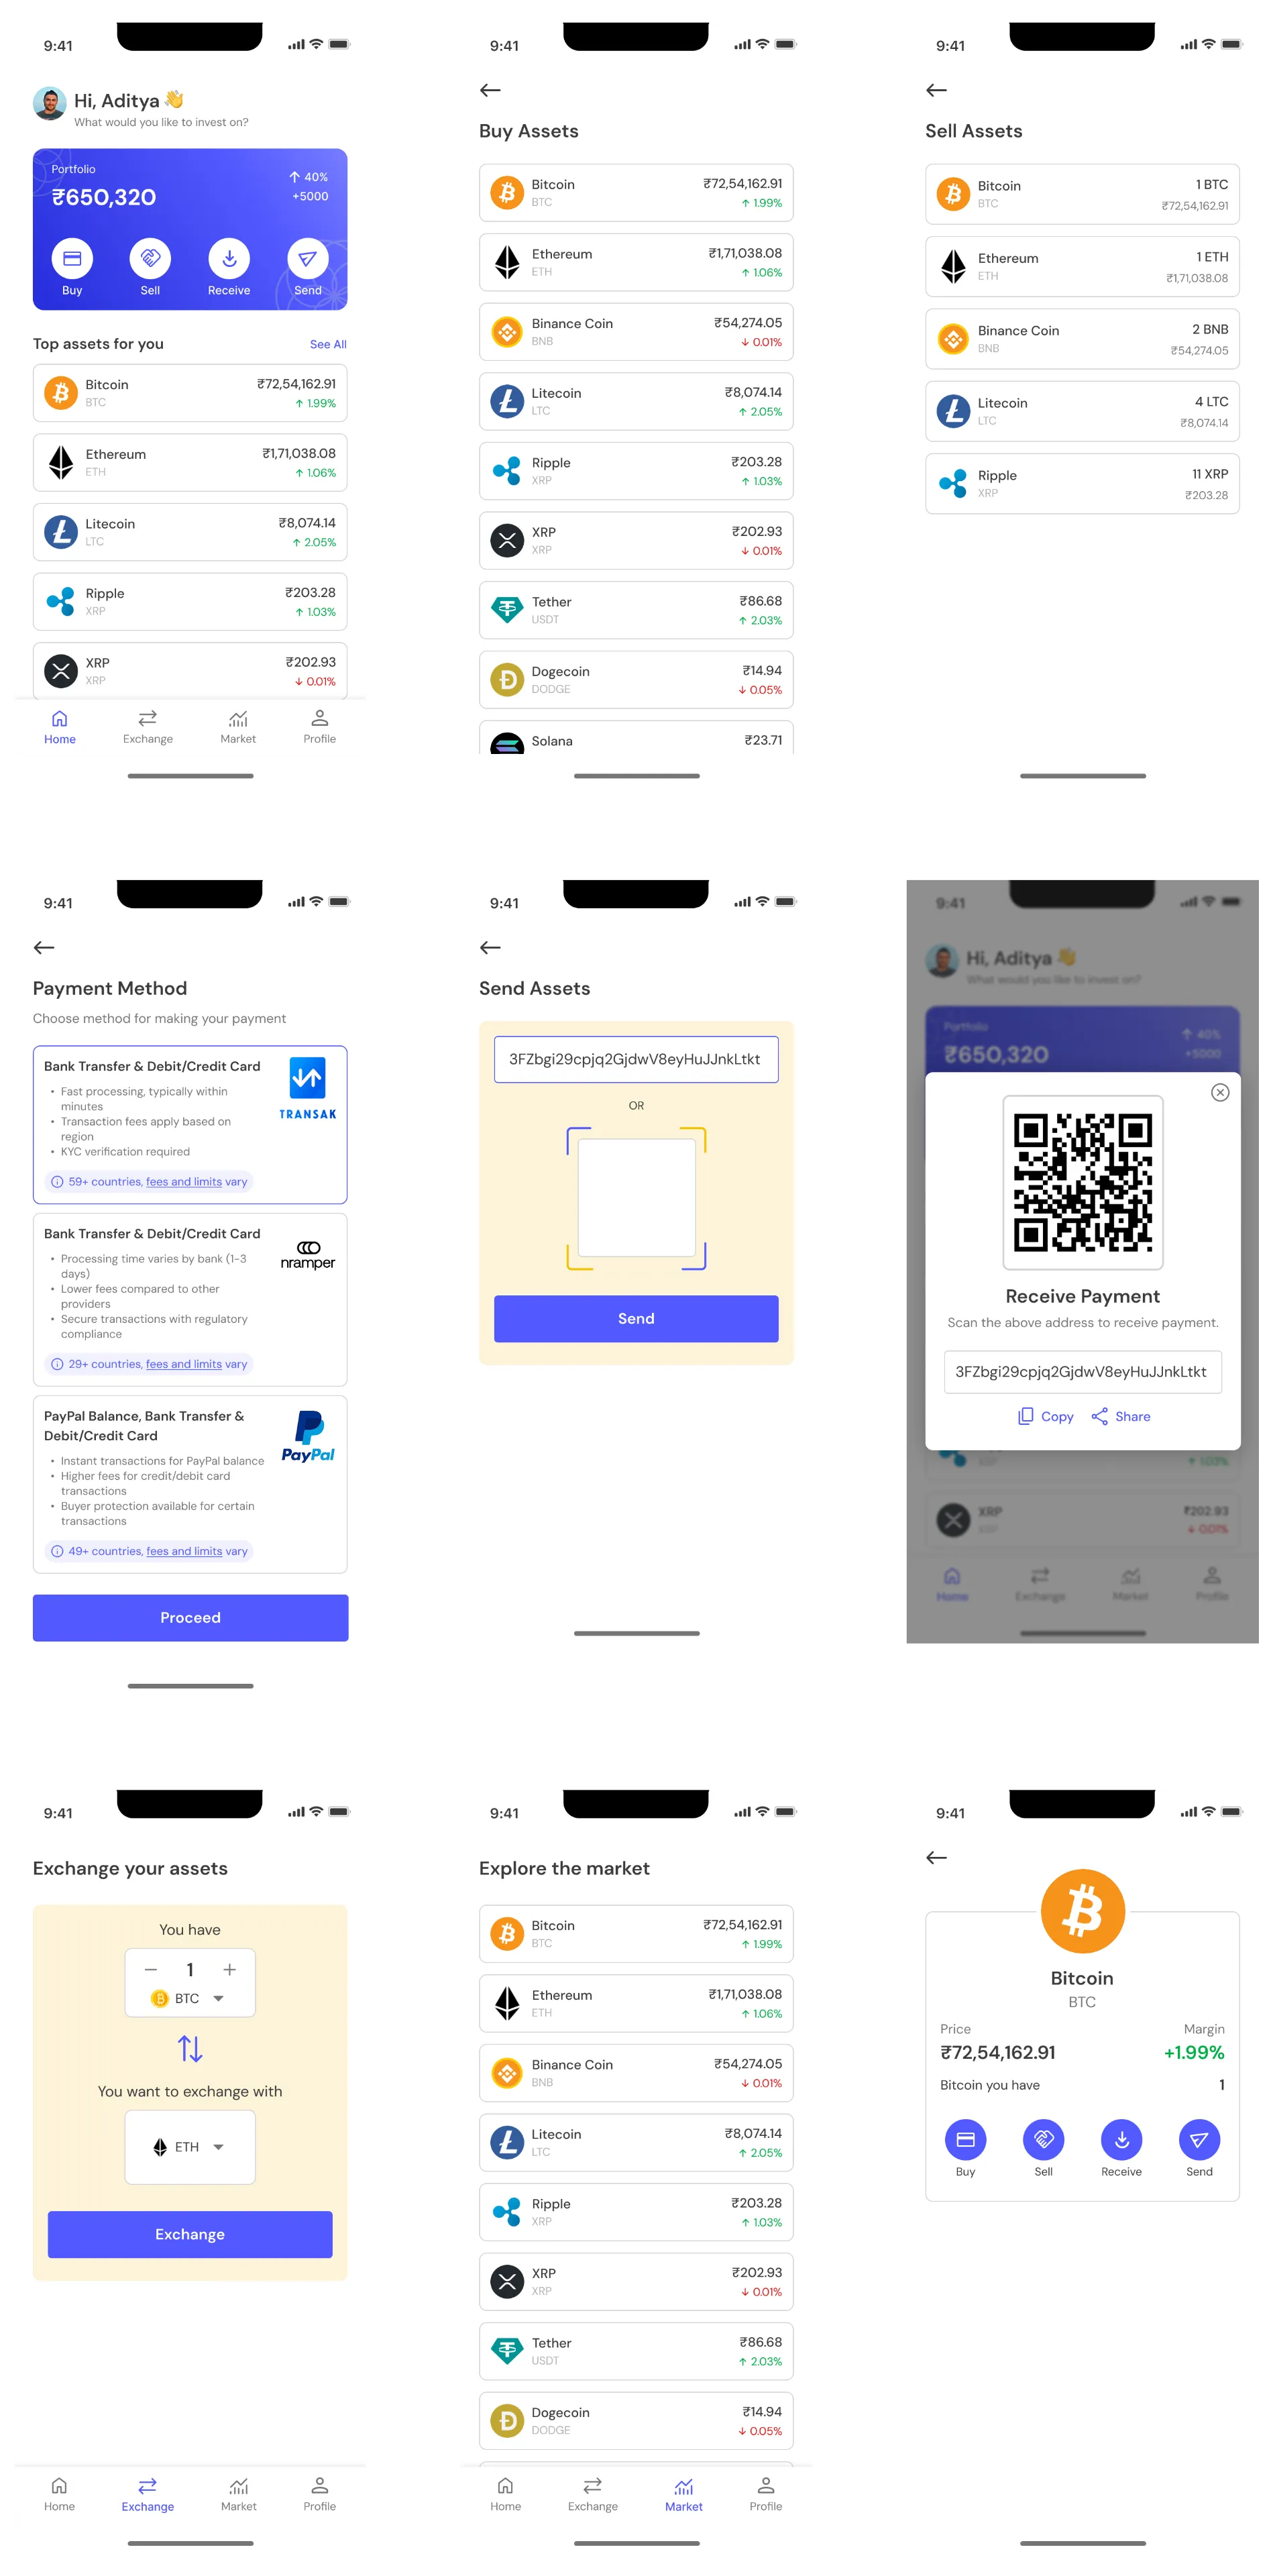 9:41
Hi, Aditya 👋
What would you like to invest on?
Portfolio
₹650,320
↑ 40%
+5000
Buy
Sell
Receive
Send
Top assets for you
See All
Bitcoin
BTC
₹72,54,162.91
↑ 1.99%
Ethereum
ETH
₹1,71,038.08
↑ 1.06%
Litecoin
LTC
₹8,074.14
↑ 2.05%
Ripple
XRP
₹203.28
↑ 1.03%
XRP
XRP
₹202.93
↓ 0.01%
Home
Exchange
Market
Profile
9:41
Buy Assets
Bitcoin
BTC
₹72,54,162.91
↑ 1.99%
Ethereum
ETH
₹1,71,038.08
↑ 1.06%
Binance Coin
BNB
₹54,274.05
↓ 0.01%
Litecoin
LTC
₹8,074.14
↑ 2.05%
Ripple
XRP
₹203.28
↑ 1.03%
XRP
XRP
₹202.93
↓ 0.01%
Tether
USDT
₹86.68
↑ 2.03%
Dogecoin
DODGE
₹14.94
↓ 0.05%
Solana
₹23.71
9:41
Sell Assets
Bitcoin
BTC
1 BTC
₹72,54,162.91
Ethereum
ETH
1 ETH
₹1,71,038.08
Binance Coin
BNB
2 BNB
₹54,274.05
Litecoin
LTC
4 LTC
₹8,074.14
Ripple
XRP
11 XRP
₹203.28
9:41
Payment Method
Choose method for making your payment
Bank Transfer & Debit/Credit Card
• Fast processing, typically within
minutes
• Transaction fees apply based on
region
• KYC verification required
59+ countries, fees and limits vary
TRANSAK
Bank Transfer & Debit/Credit Card
• Processing time varies by bank (1-3
days)
• Lower fees compared to other
providers
• Secure transactions with regulatory
compliance
29+ countries, fees and limits vary
nramper
PayPal Balance, Bank Transfer &
Debit/Credit Card
• Instant transactions for PayPal balance
• Higher fees for credit/debit card
transactions
• Buyer protection available for certain
transactions
49+ countries, fees and limits vary
PayPal
Proceed
9:41
Send Assets
3FZbgi29cpjq2GjdwV8eyHuJJnkLtkt
OR
Send
9:41
Hi, Aditya 👋
What would you like to invest on?
Portfolio
₹650,320
↑ 40%
+5000
Receive Payment
Scan the above address to receive payment.
3FZbgi29cpjq2GjdwV8eyHuJJnkLtkt
Copy
Share
XRP
↑ 1.03%
XRP
XRP
₹202.93
↓ 0.01%
Home
Exchange
Market
Profile
9:41
Exchange your assets
You have
− 1 +
BTC
You want to exchange with
ETH
Exchange
Home
Exchange
Market
Profile
9:41
Explore the market
Bitcoin
BTC
₹72,54,162.91
↑ 1.99%
Ethereum
ETH
₹1,71,038.08
↑ 1.06%
Binance Coin
BNB
₹54,274.05
↓ 0.01%
Litecoin
LTC
₹8,074.14
↑ 2.05%
Ripple
XRP
₹203.28
↑ 1.03%
XRP
XRP
₹202.93
↓ 0.01%
Tether
USDT
₹86.68
↑ 2.03%
Dogecoin
DODGE
₹14.94
↓ 0.05%
Home
Exchange
Market
Profile
9:41
Bitcoin
BTC
Price
Margin
₹72,54,162.91
+1.99%
Bitcoin you have
1
Buy
Sell
Receive
Send